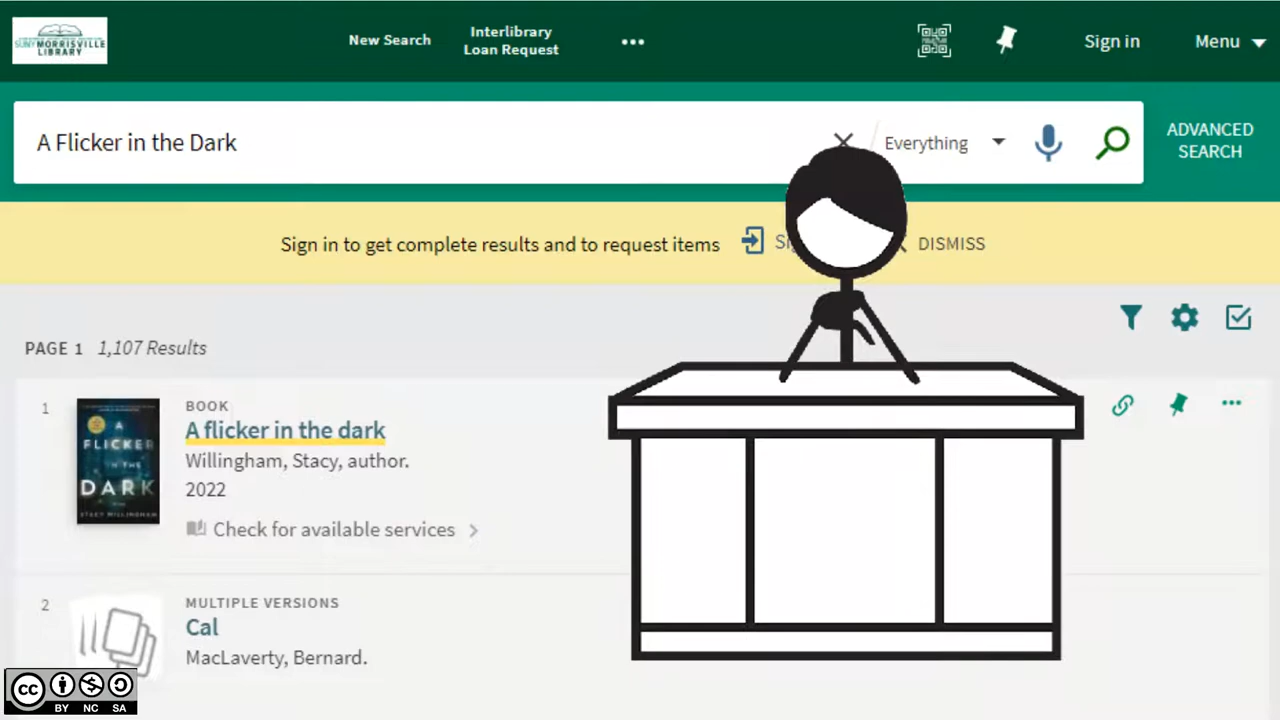 SUNY MORRISVILLE
LIBRARY
New Search
Interlibrary
Loan Request
Sign in
Menu
A Flicker in the Dark
Everything
ADVANCED
SEARCH
Sign in to get complete results and to request items
DISMISS
PAGE 1 1,107 Results
1
BOOK
A flicker in the dark
Willingham, Stacy, author.
2022
Check for available services
A
FLICKER
IN THE
DARK
STACY WILLINGHAM
2
MULTIPLE VERSIONS
Cal
MacLaverty, Bernard.
cc
BY NC SA